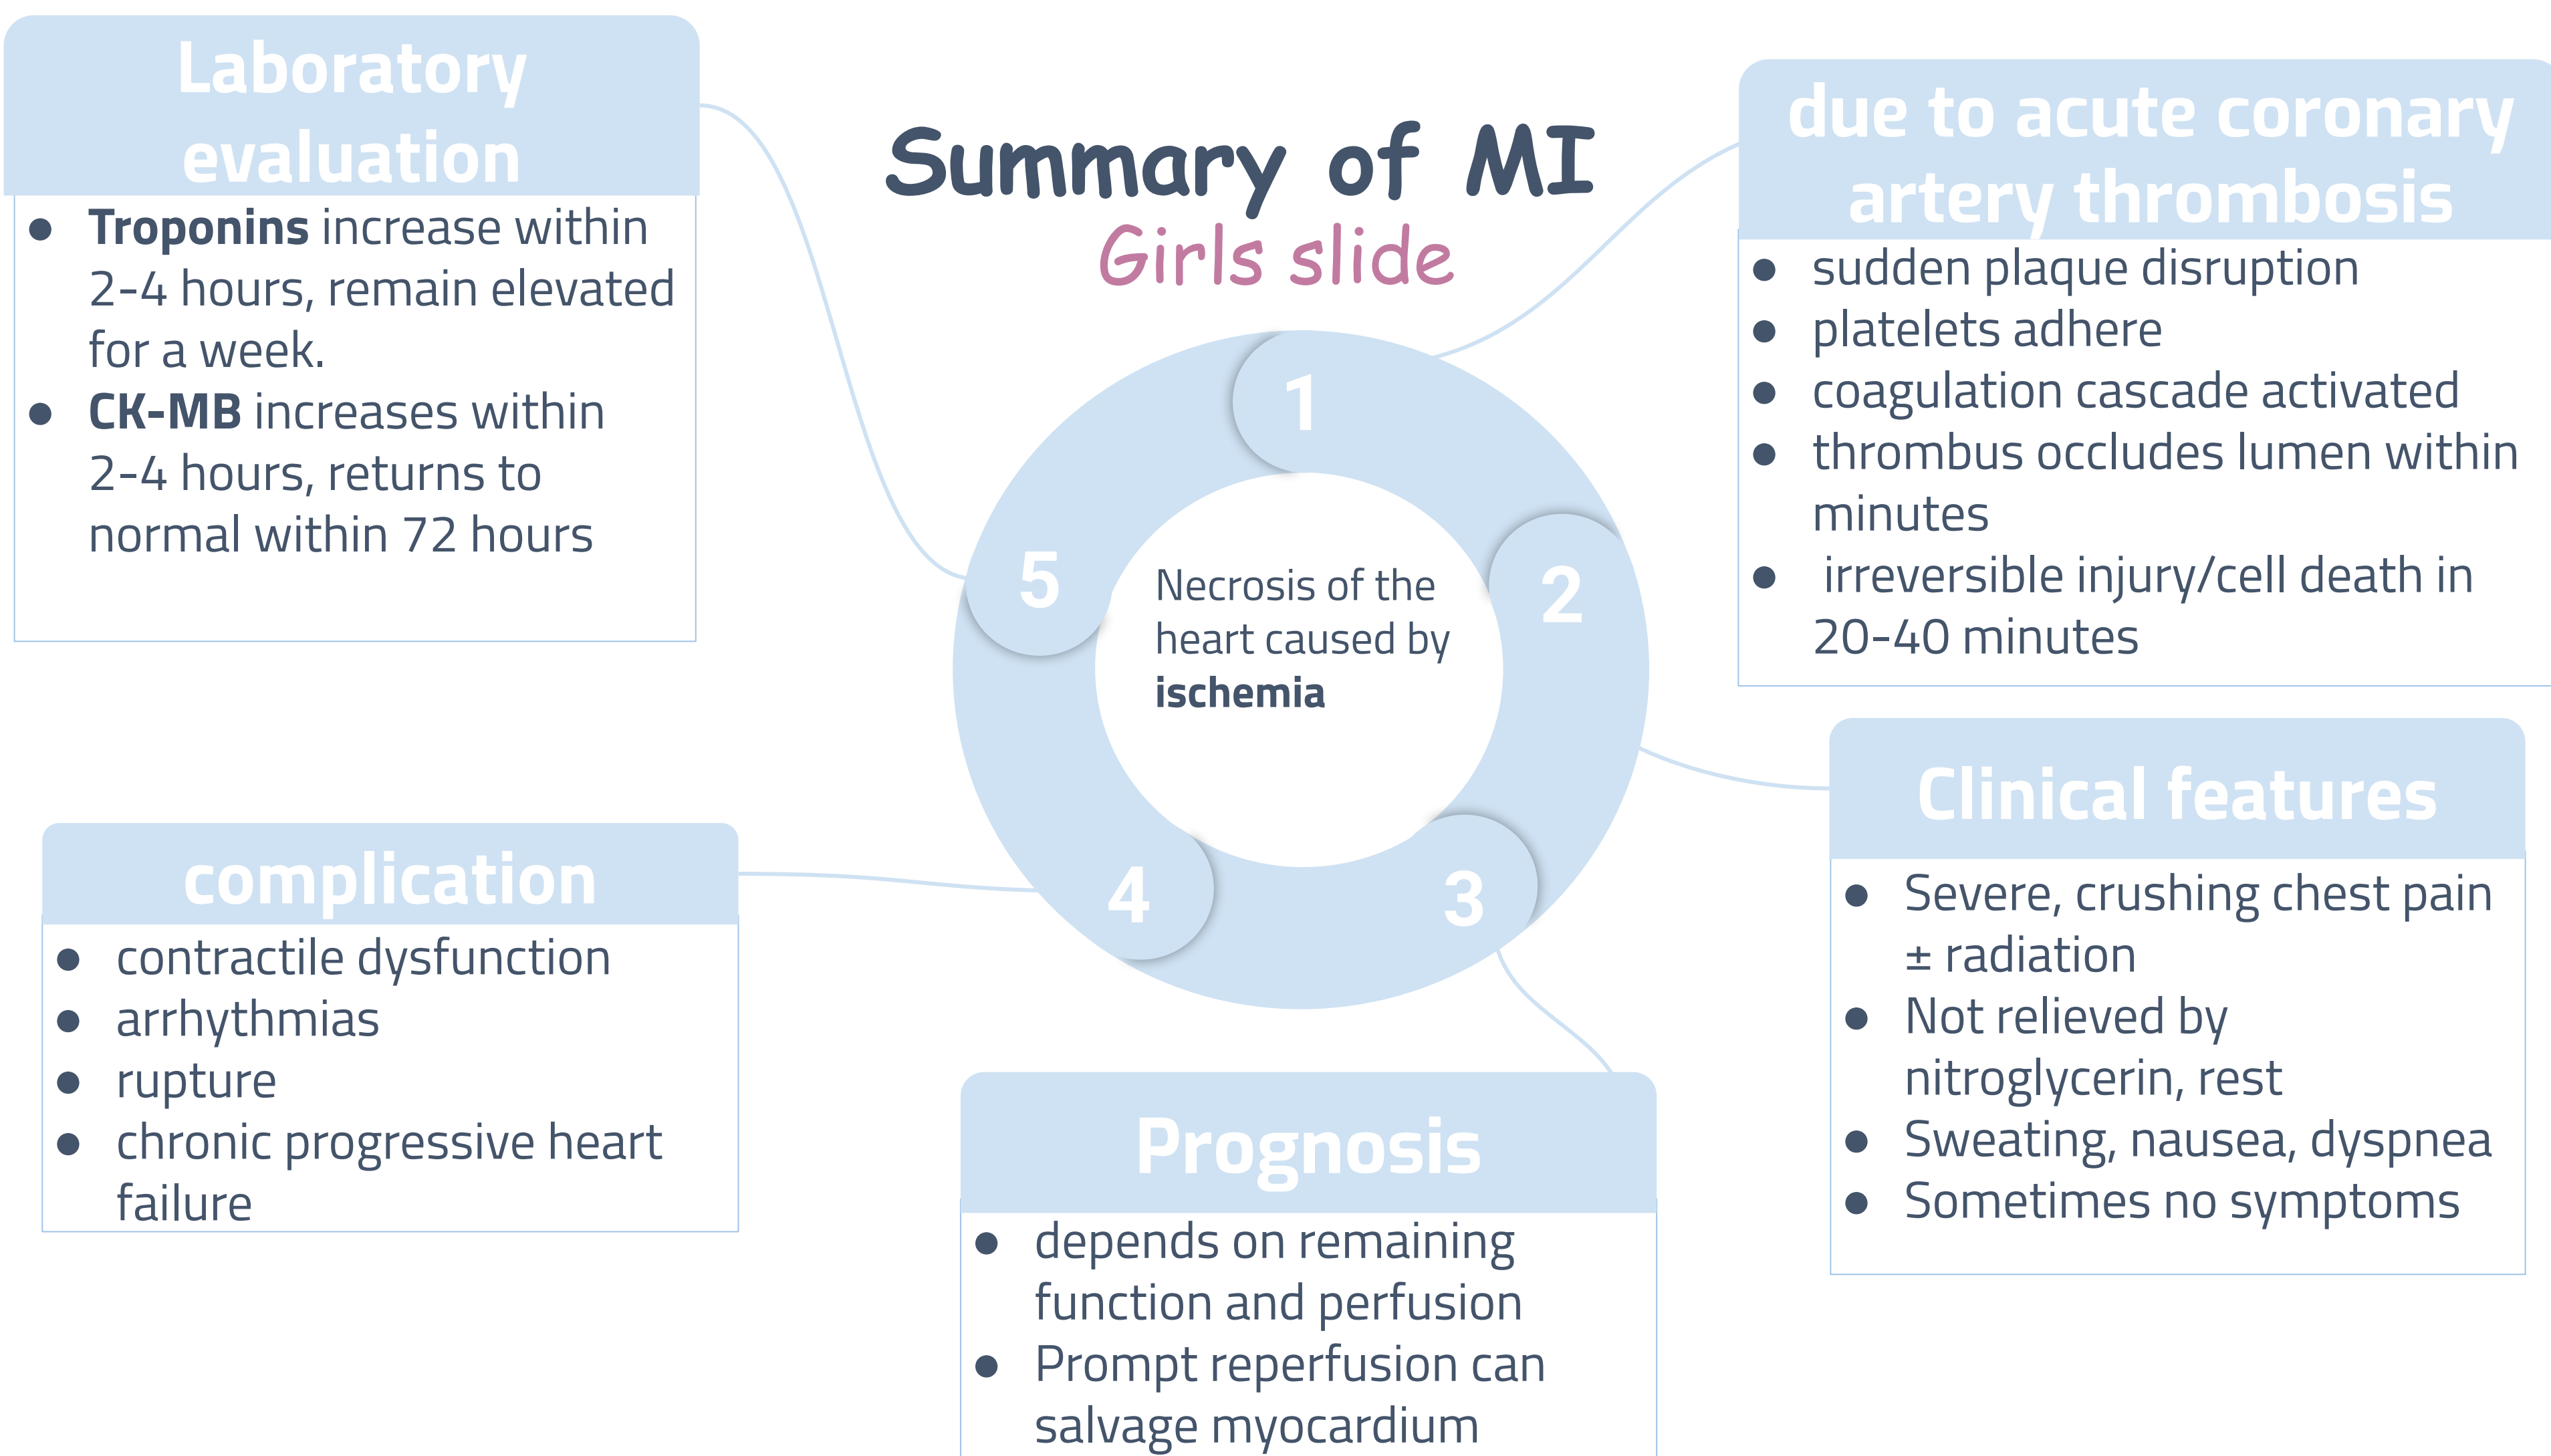 Summary of MI
Girls slide
Necrosis of the
heart caused by
ischemia
1
due to acute coronary
artery thrombosis
● sudden plaque disruption
● platelets adhere
● coagulation cascade activated
● thrombus occludes lumen within
minutes
● irreversible injury/cell death in
20-40 minutes
2
Clinical features
● Severe, crushing chest pain
± radiation
● Not relieved by
nitroglycerin, rest
● Sweating, nausea, dyspnea
● Sometimes no symptoms
3
Prognosis
● depends on remaining
function and perfusion
● Prompt reperfusion can
salvage myocardium
4
complication
● contractile dysfunction
● arrhythmias
● rupture
● chronic progressive heart
failure
5
Laboratory
evaluation
● Troponins increase within
2-4 hours, remain elevated
for a week.
● CK-MB increases within
2-4 hours, returns to
normal within 72 hours